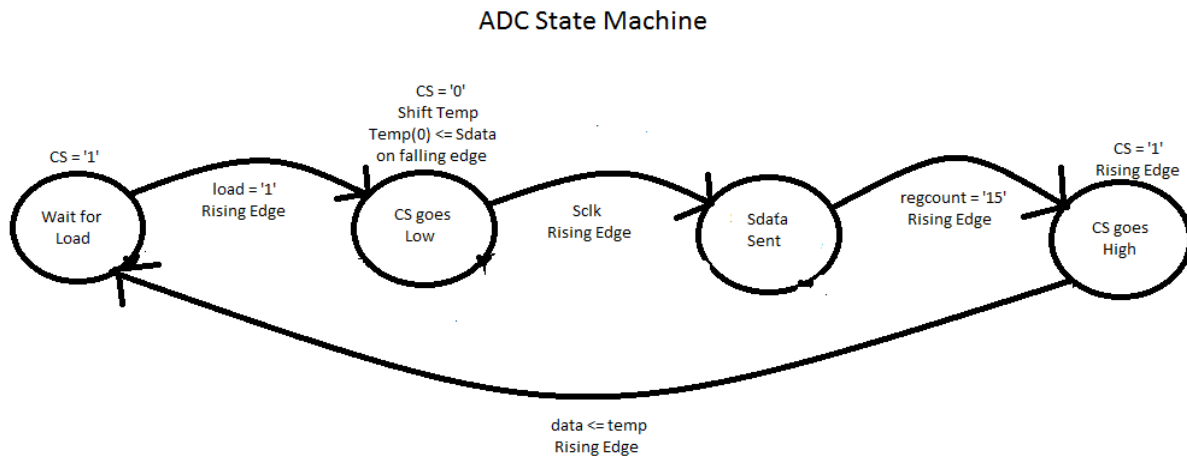 ADC State Machine
CS = '1'
Wait for
Load
load = '1'
Rising Edge
CS = '0'
Shift Temp
Temp(0) <= Sdata
on falling edge
CS goes
Low
Sclk
Rising Edge
Sdata
Sent
regcount = '15'
Rising Edge
CS = '1'
Rising Edge
CS goes
High
data <= temp
Rising Edge